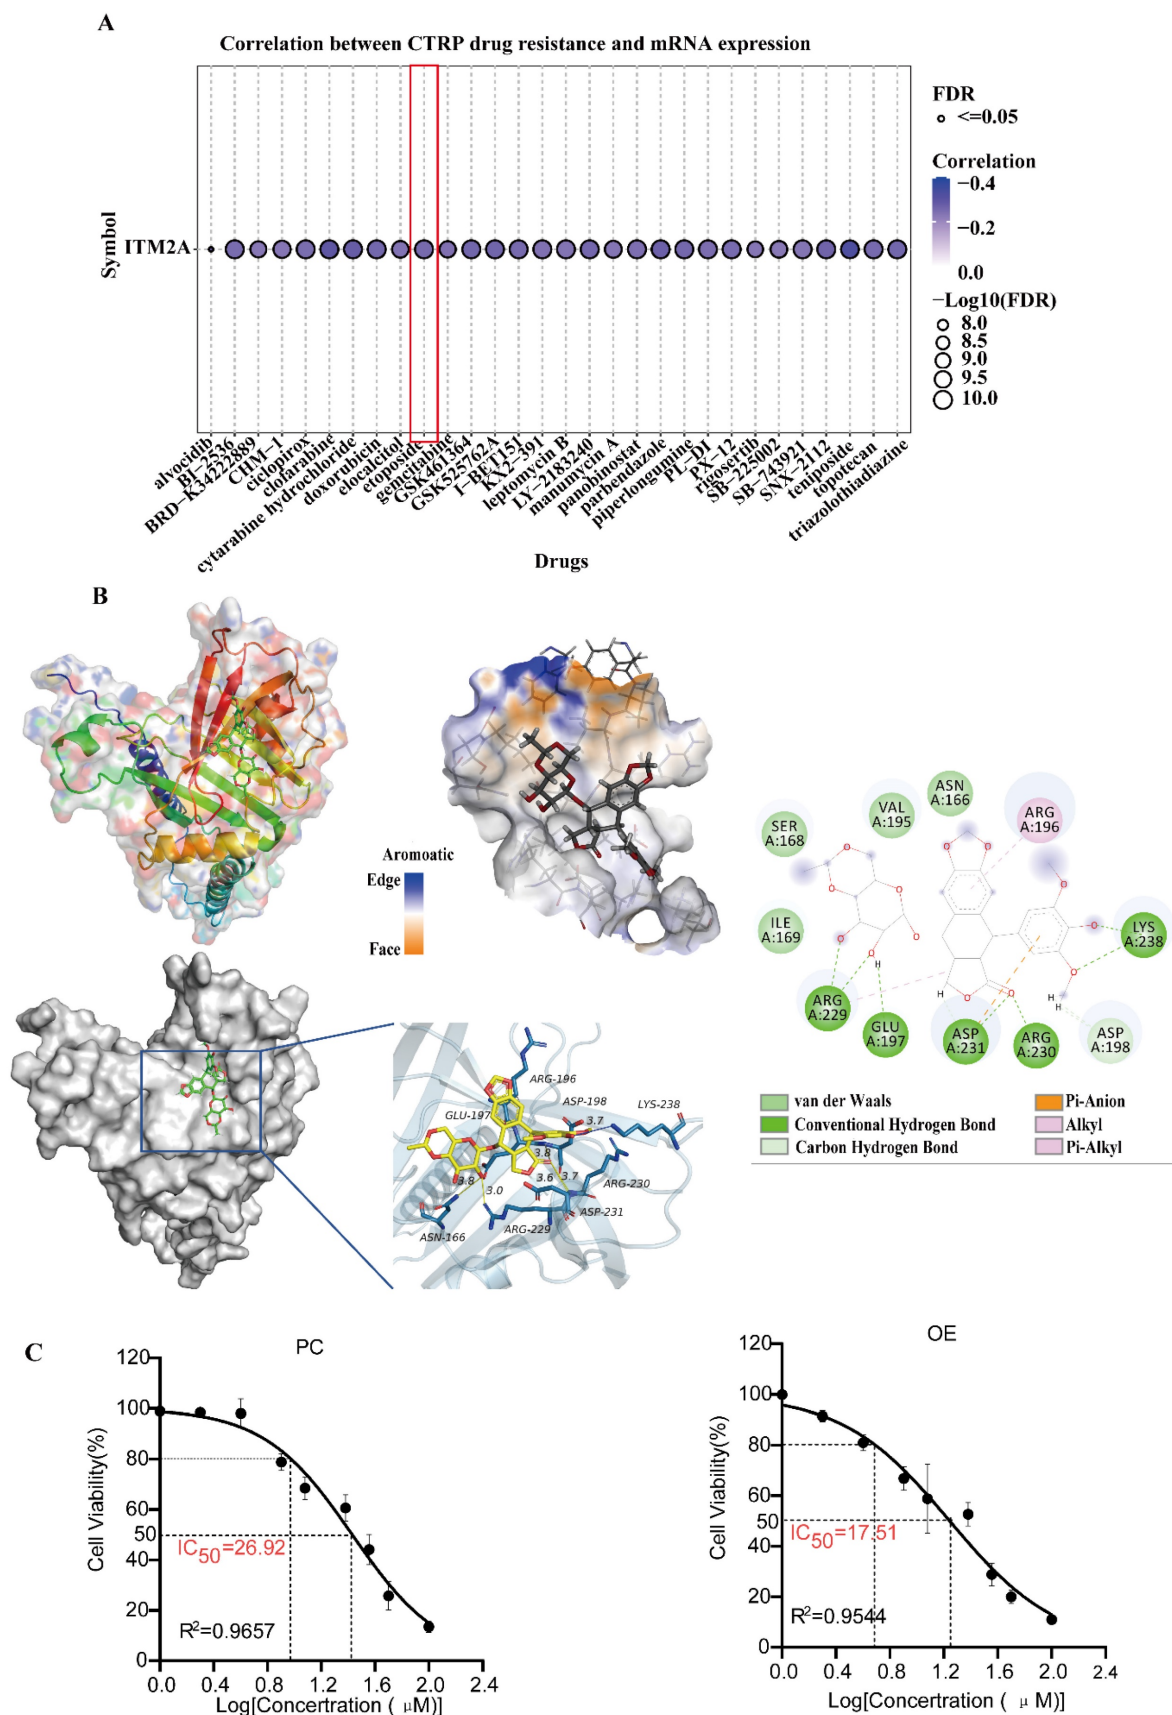 A
Correlation between CTRP drug resistance and mRNA expression
Symbol
ITM2A
FDR
<=0.05
Correlation
−0.4
−0.2
0.0
−Log10(FDR)
8.0
8.5
9.0
9.5
10.0
alvocidib
BI−2536
BRD−K34222889
CHM−1
ciclopirox
clofarabine
cytarabine hydrochloride
doxorubicin
elocalcitol
etoposide
gemcitabine
GSK461364
GSK525762A
I−BET151
KX2−391
leptomycin B
LY−2183240
manumycin A
panobinostat
parbendazole
piperlongumine
PL−DI
PX−12
rigosertib
SB−225002
SB−743921
SNX−2112
teniposide
topotecan
triazolothiadiazine
Drugs
B
Aromoatic
Edge
Face
SER
A:168
VAL
A:195
ASN
A:166
ARG
A:196
ILE
A:169
LYS
A:238
ARG
A:229
GLU
A:197
ASP
A:231
ARG
A:230
ASP
A:198
H
H
H
H
van der Waals
Conventional Hydrogen Bond
Carbon Hydrogen Bond
Pi-Anion
Alkyl
Pi-Alkyl
ARG-196
GLU-197
ASP-198
LYS-238
3.7
3.8
3.8
3.0
3.6
3.7
ARG-230
ASP-231
ARG-229
ASN-166
C
PC
Cell Viability(%)
120
100
80
60
50
40
20
0
IC50=26.92
R²=0.9657
0.0 0.4 0.8 1.2 1.6 2.0 2.4
Log[Concertration ( μM)]
OE
Cell Viability(%)
120
100
80
60
50
40
20
0
IC50=17.51
R²=0.9544
0.0 0.4 0.8 1.2 1.6 2.0 2.4
Log[Concertration ( μM)]